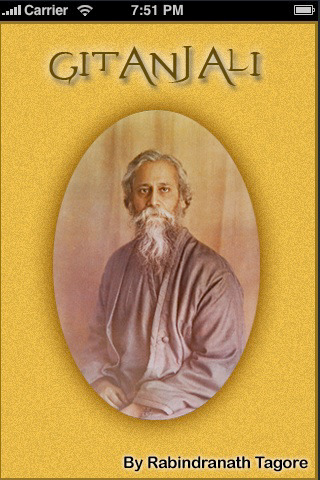 Carrier 7:51 PM
GITANJALI
By Rabindranath Tagore